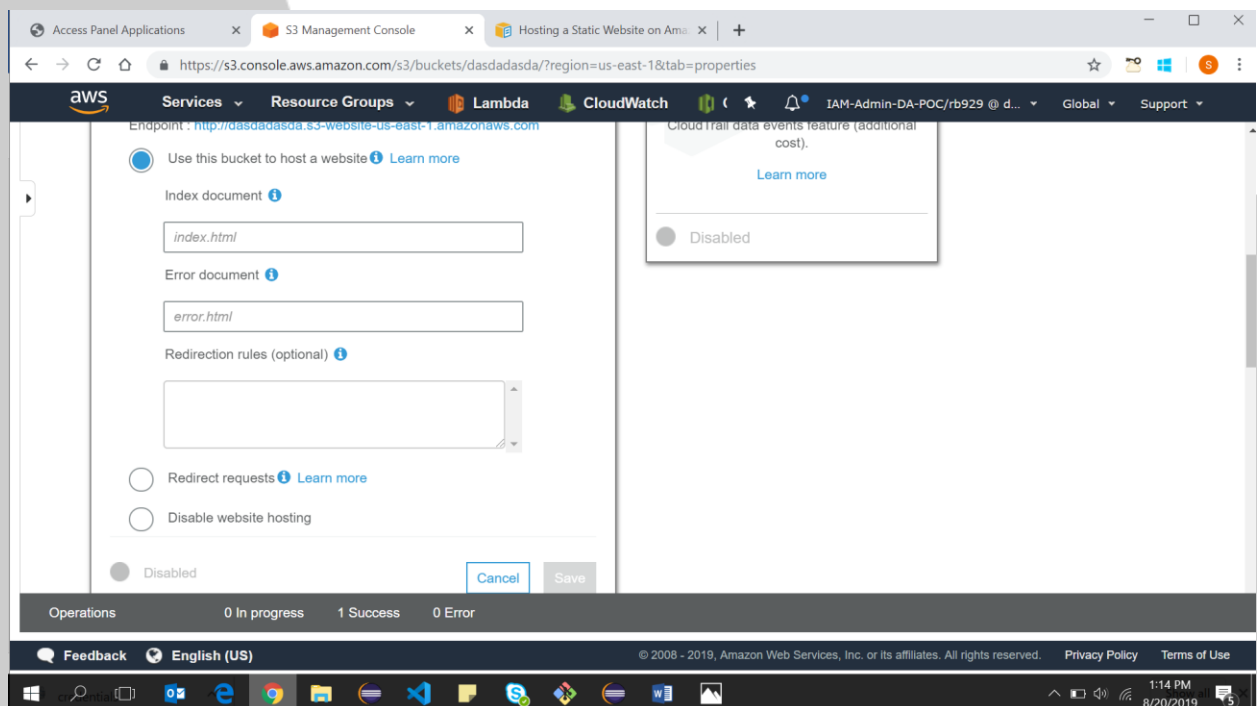 Access Panel Applications
S3 Management Console
Hosting a Static Website on Ama
https://s3.console.aws.amazon.com/s3/buckets/dasdadasda/?region=us-east-1&tab=properties
S
aws Services Resource Groups Lambda CloudWatch ( IAM-Admin-DA-POC/rb929 @ d... Global Support
Endpoint : http://dasdadasda.s3-website-us-east-1.amazonaws.com
Use this bucket to host a website Learn more
Index document
index.html
Error document
error.html
Redirection rules (optional)
Redirect requests Learn more
Disable website hosting
Disabled
Cancel Save
CloudTrail data events feature (additional
cost).
Learn more
Disabled
Operations 0 In progress 1 Success 0 Error
Feedback English (US) © 2008 - 2019, Amazon Web Services, Inc. or its affiliates. All rights reserved. Privacy Policy Terms of Use
1:14 PM
8/20/2019
5